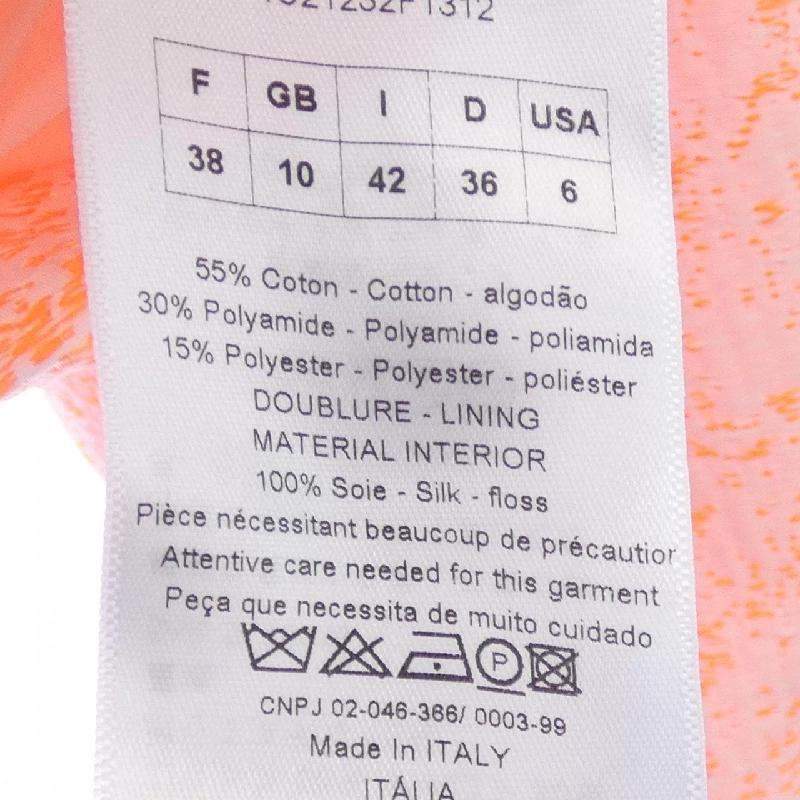 F GB I D USA
38 10 42 36 6
55% Coton - Cotton - algodão
30% Polyamide - Polyamide - poliamida
15% Polyester - Polyester - poliéster
DOUBLURE - LINING
MATERIAL INTERIOR
100% Soie - Silk - floss
Pièce nécessitant beaucoup de précaution
Attentive care needed for this garment
Peça que necessita de muito cuidado
P
CNPJ 02-046-366/ 0003-99
Made In ITALY
ITÁLIA